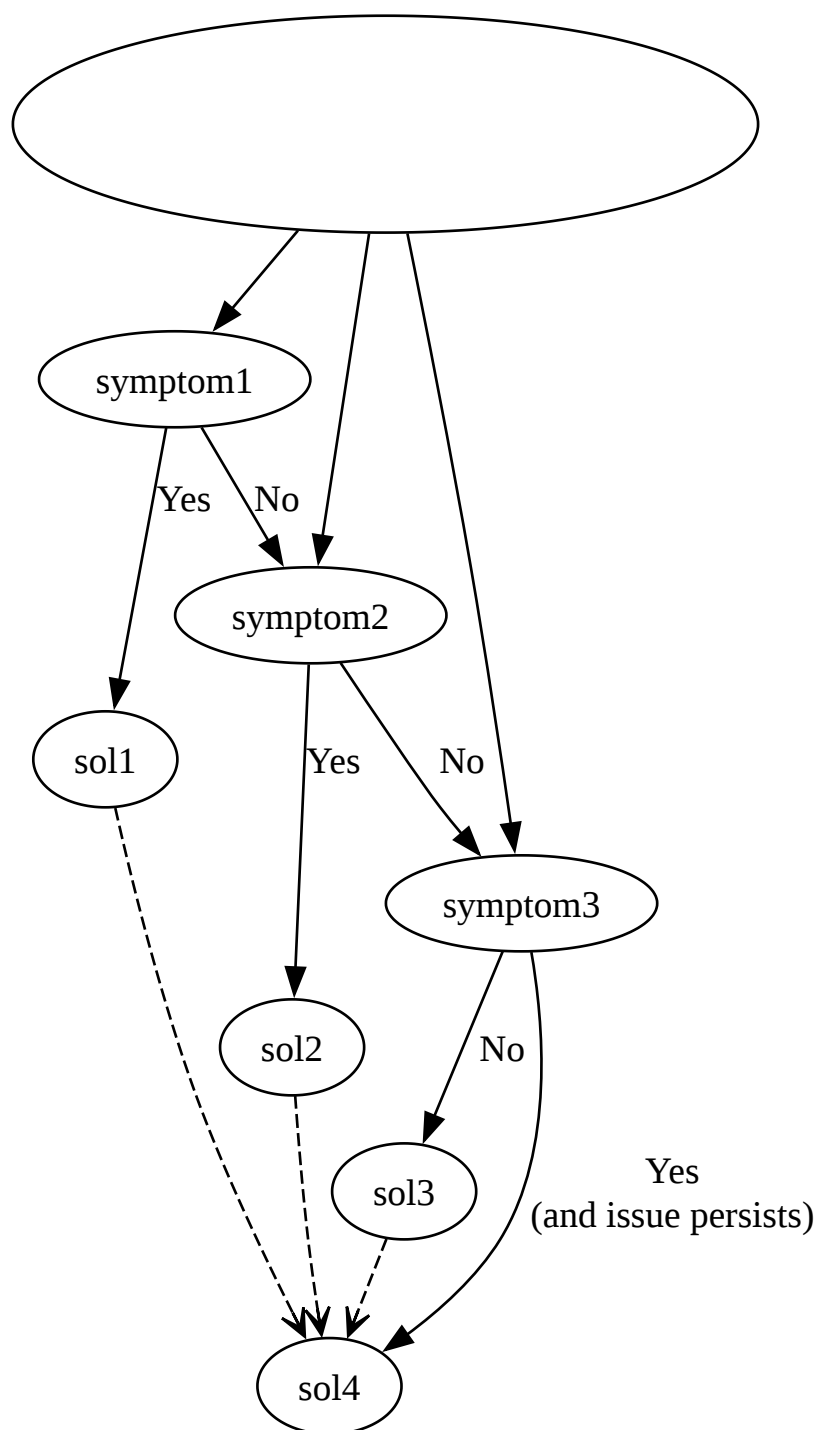 symptom1
Yes
No
symptom2
sol1
Yes
No
symptom3
sol2
No
sol3
Yes
(and issue persists)
sol4